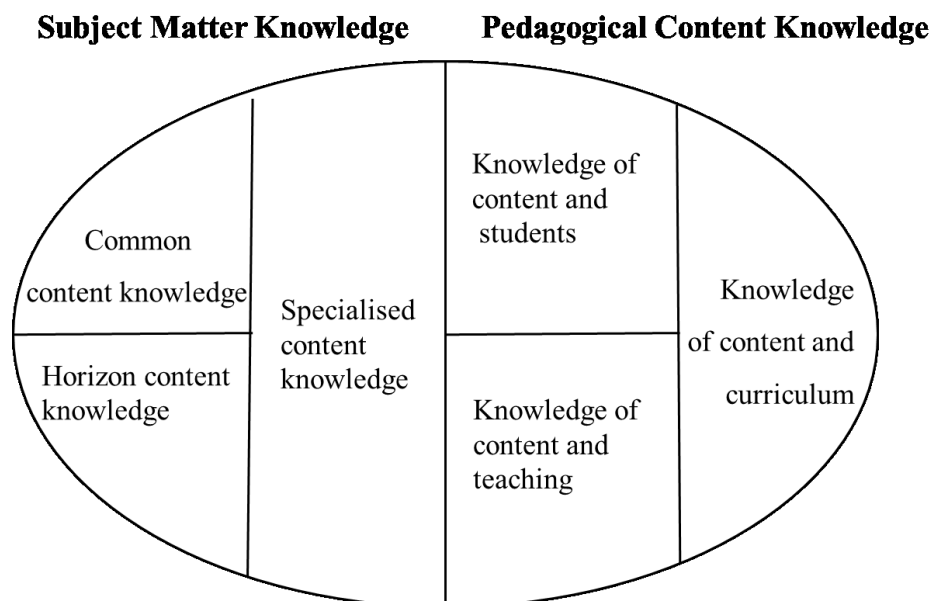 Subject Matter Knowledge
Pedagogical Content Knowledge
Common
content knowledge
Horizon content
knowledge
Specialised
content
knowledge
Knowledge of
content and
students
Knowledge of
content and
teaching
Knowledge
of content and
curriculum